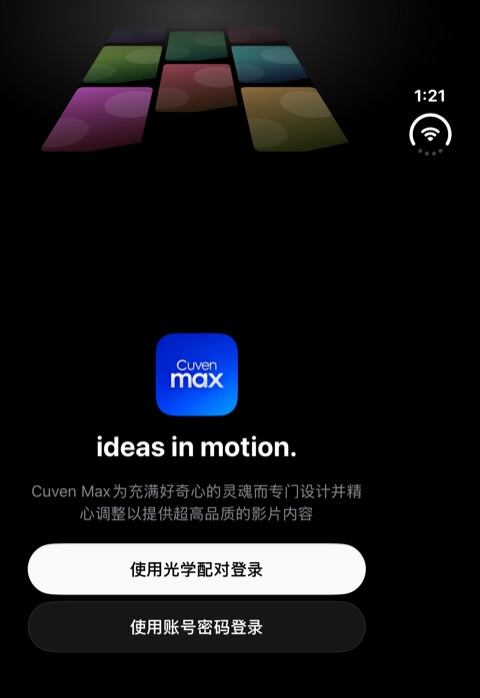 1:21
Cuven
max
ideas in motion.
Cuven Max为充满好奇心的灵魂而专门设计并精
心调整以提供超高品质的影片内容
使用光学配对登录
使用账号密码登录